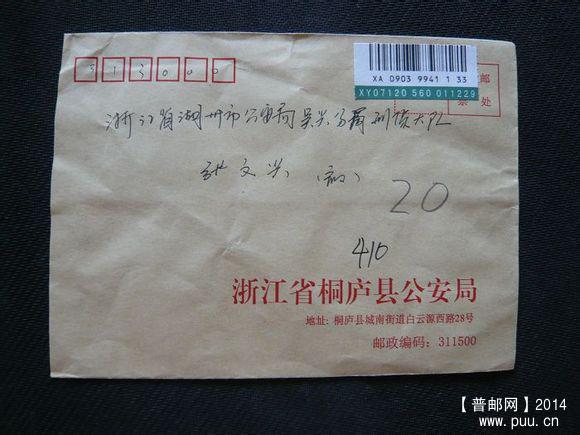 XA 0903 9941 1 33
XY07120 560 011229
313000
邮
票 处
浙江省湖州市公安局吴兴分局刑侦大队
文兴 (收)
20
410
浙江省桐庐县公安局
地址: 桐庐县城南街道白云源西路28号
邮政编码: 311500
【普邮网】2014
www.puu.cn